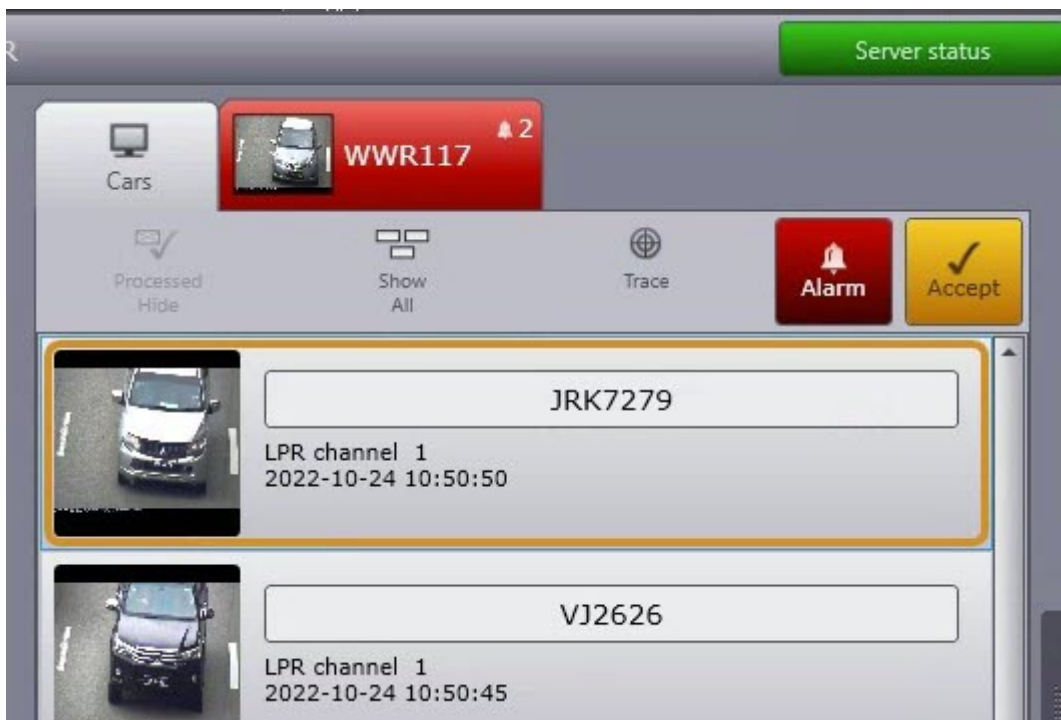 R
Server status
Cars
WWR117
2
Processed
Hide
Show
All
Trace
Alarm
Accept
JRK7279
LPR channel 1
2022-10-24 10:50:50
VJ2626
LPR channel 1
2022-10-24 10:50:45